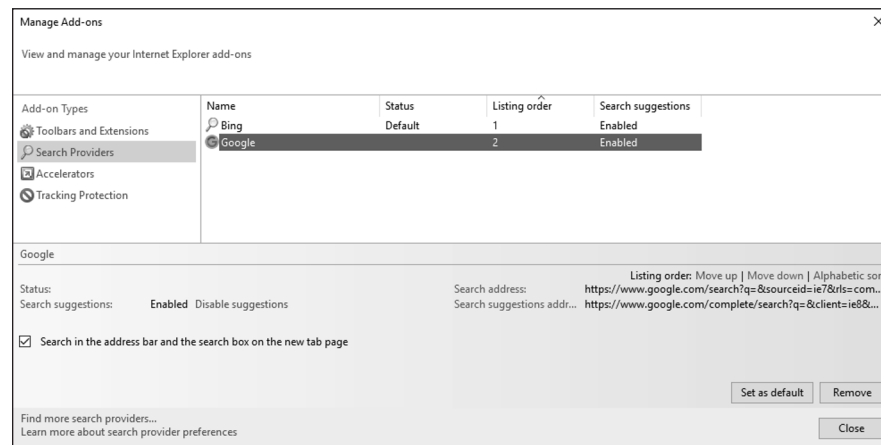 Manage Add-ons
View and manage your Internet Explorer add-ons
Add-on Types
Toolbars and Extensions
Search Providers
Accelerators
Tracking Protection
Name Status Listing order Search suggestions
Bing Default 1 Enabled
Google 2 Enabled
Google
Listing order: Move up | Move down | Alphabetic sor
Status:
Search suggestions: Enabled Disable suggestions
Search address: https://www.google.com/search?q=&sourceid=ie7&rls=com...
Search suggestions addr... https://www.google.com/complete/search?q=&client=ie8&...
Search in the address bar and the search box on the new tab page
Set as default Remove
Find more search providers...
Learn more about search provider preferences
Close